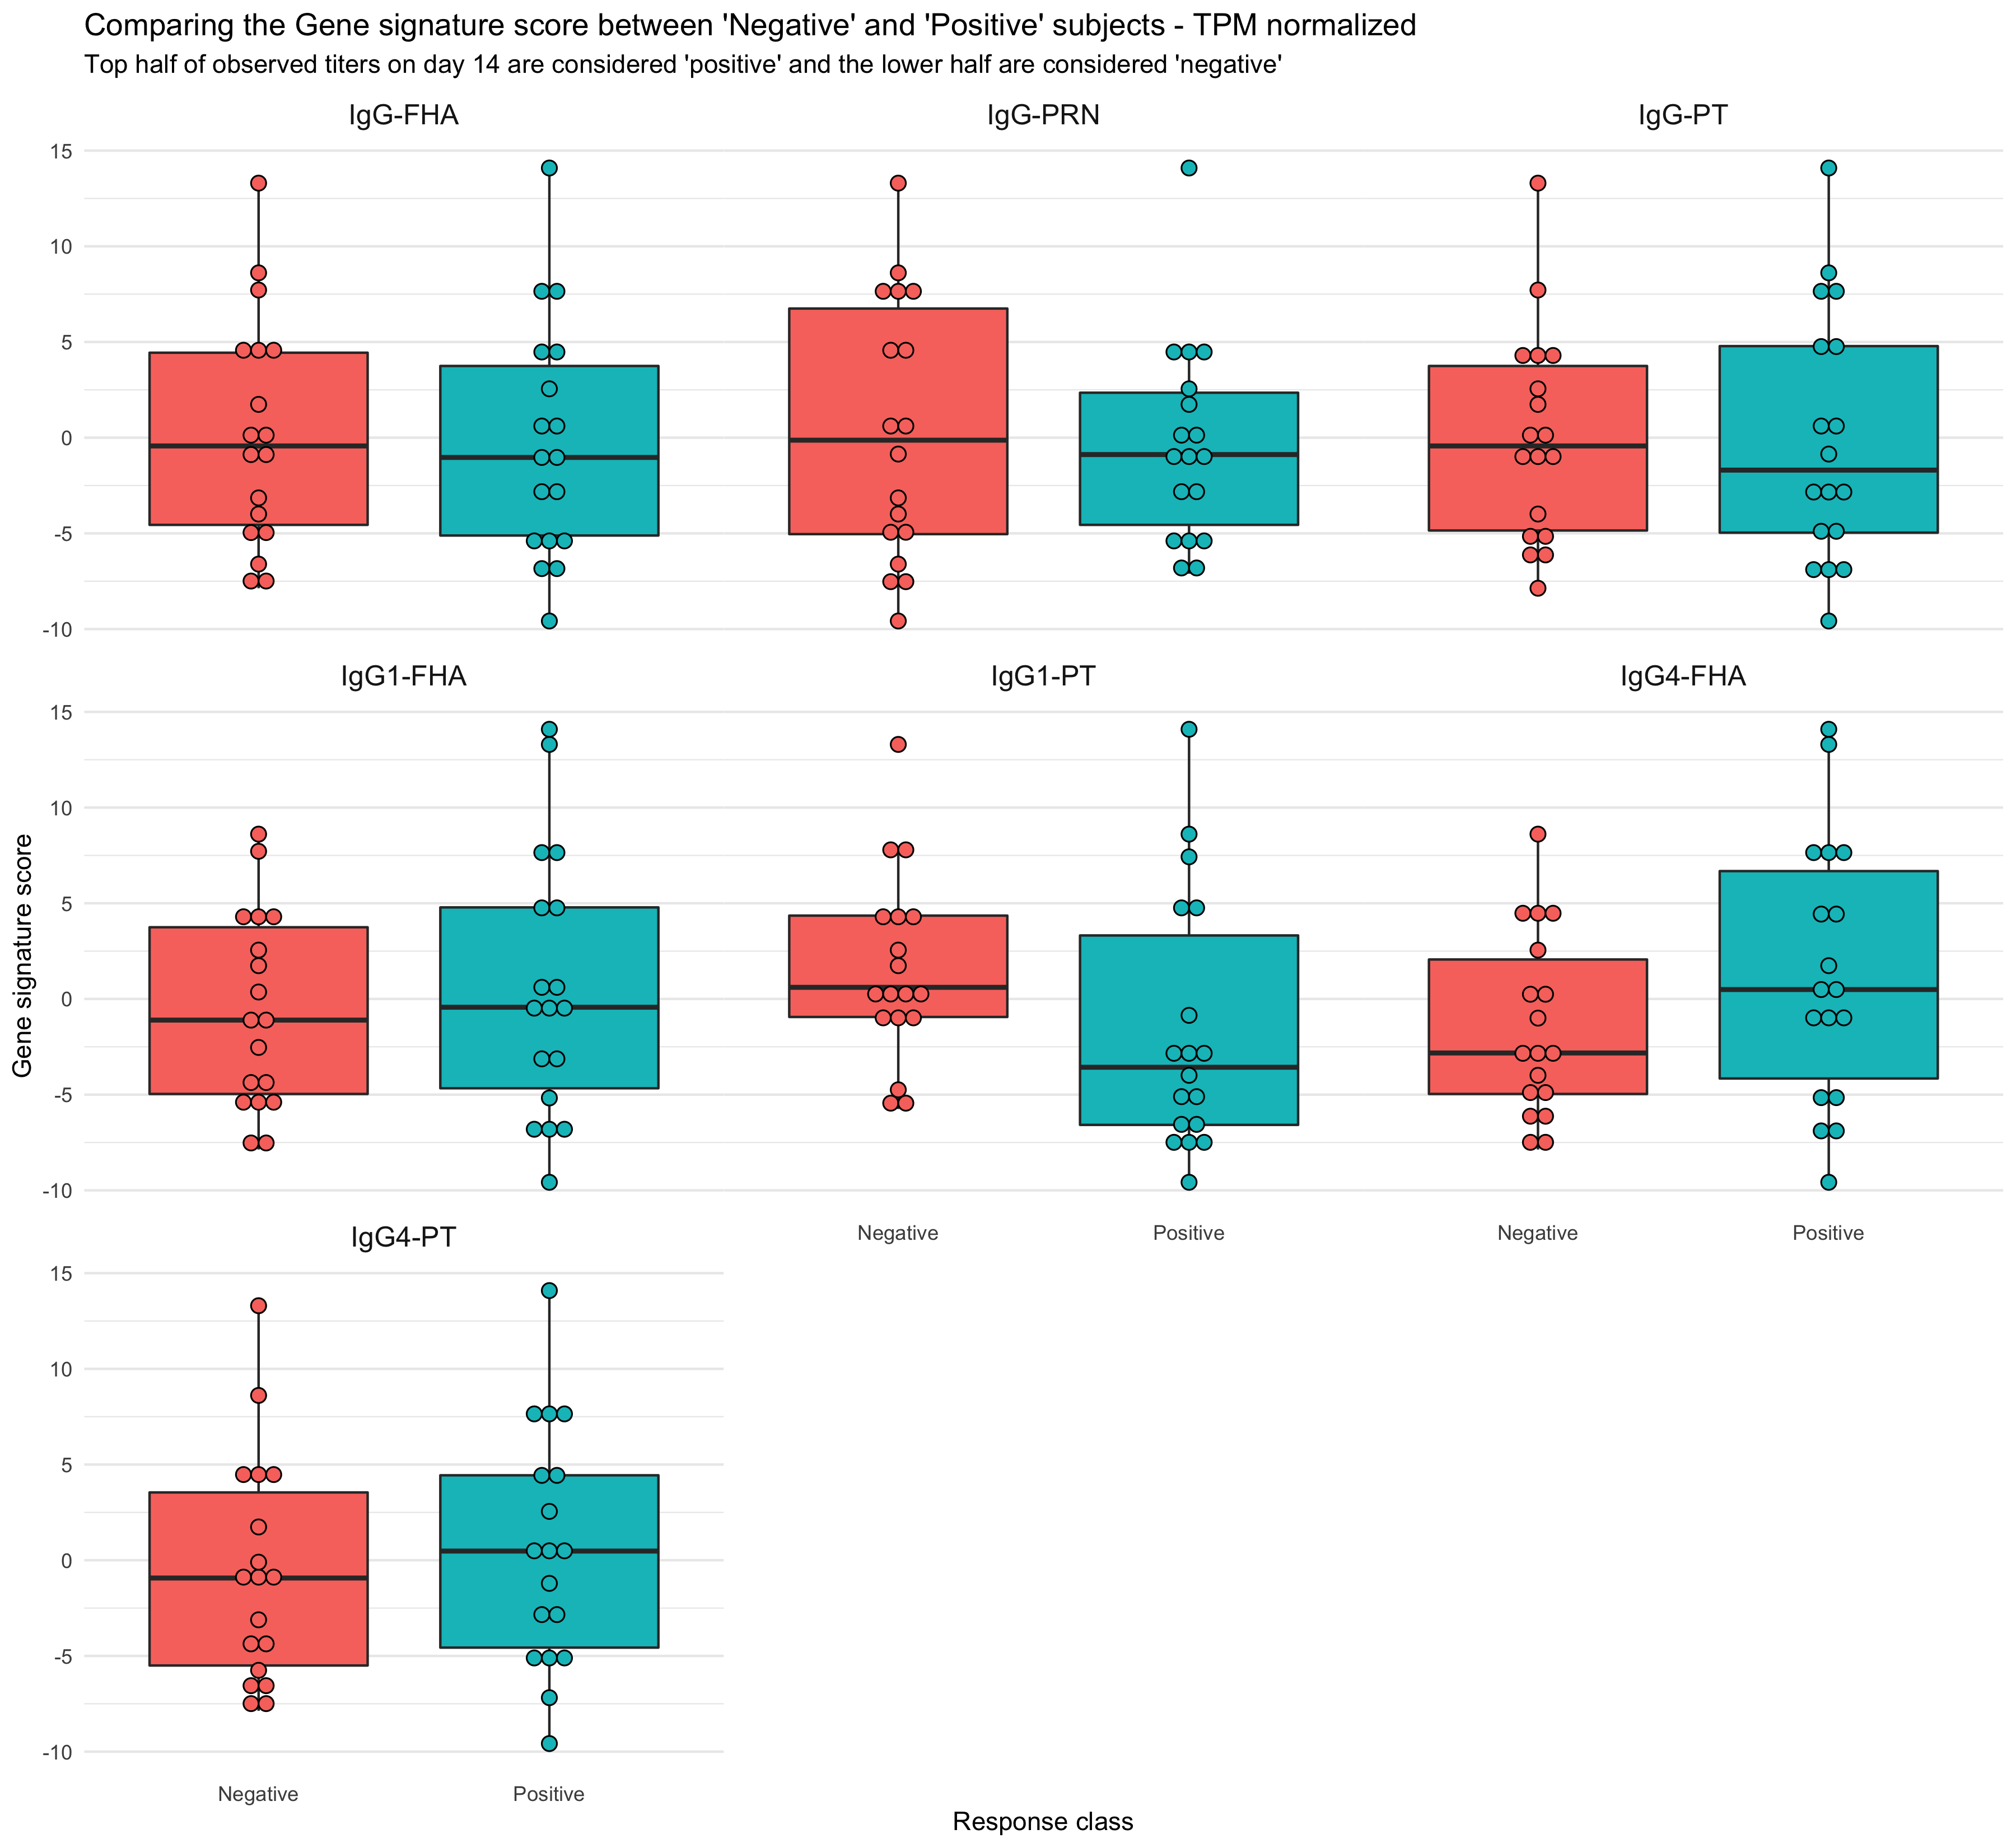 Comparing the Gene signature score between 'Negative' and 'Positive' subjects - TPM normalized
Top half of observed titers on day 14 are considered 'positive' and the lower half are considered 'negative'
IgG-FHA
IgG-PRN
IgG-PT
15
10
5
0
-5
-10
IgG1-FHA
IgG1-PT
IgG4-FHA
15
10
5
0
-5
-10
Gene signature score
Negative
Positive
Negative
Positive
IgG4-PT
15
10
5
0
-5
-10
Negative
Positive
Response class